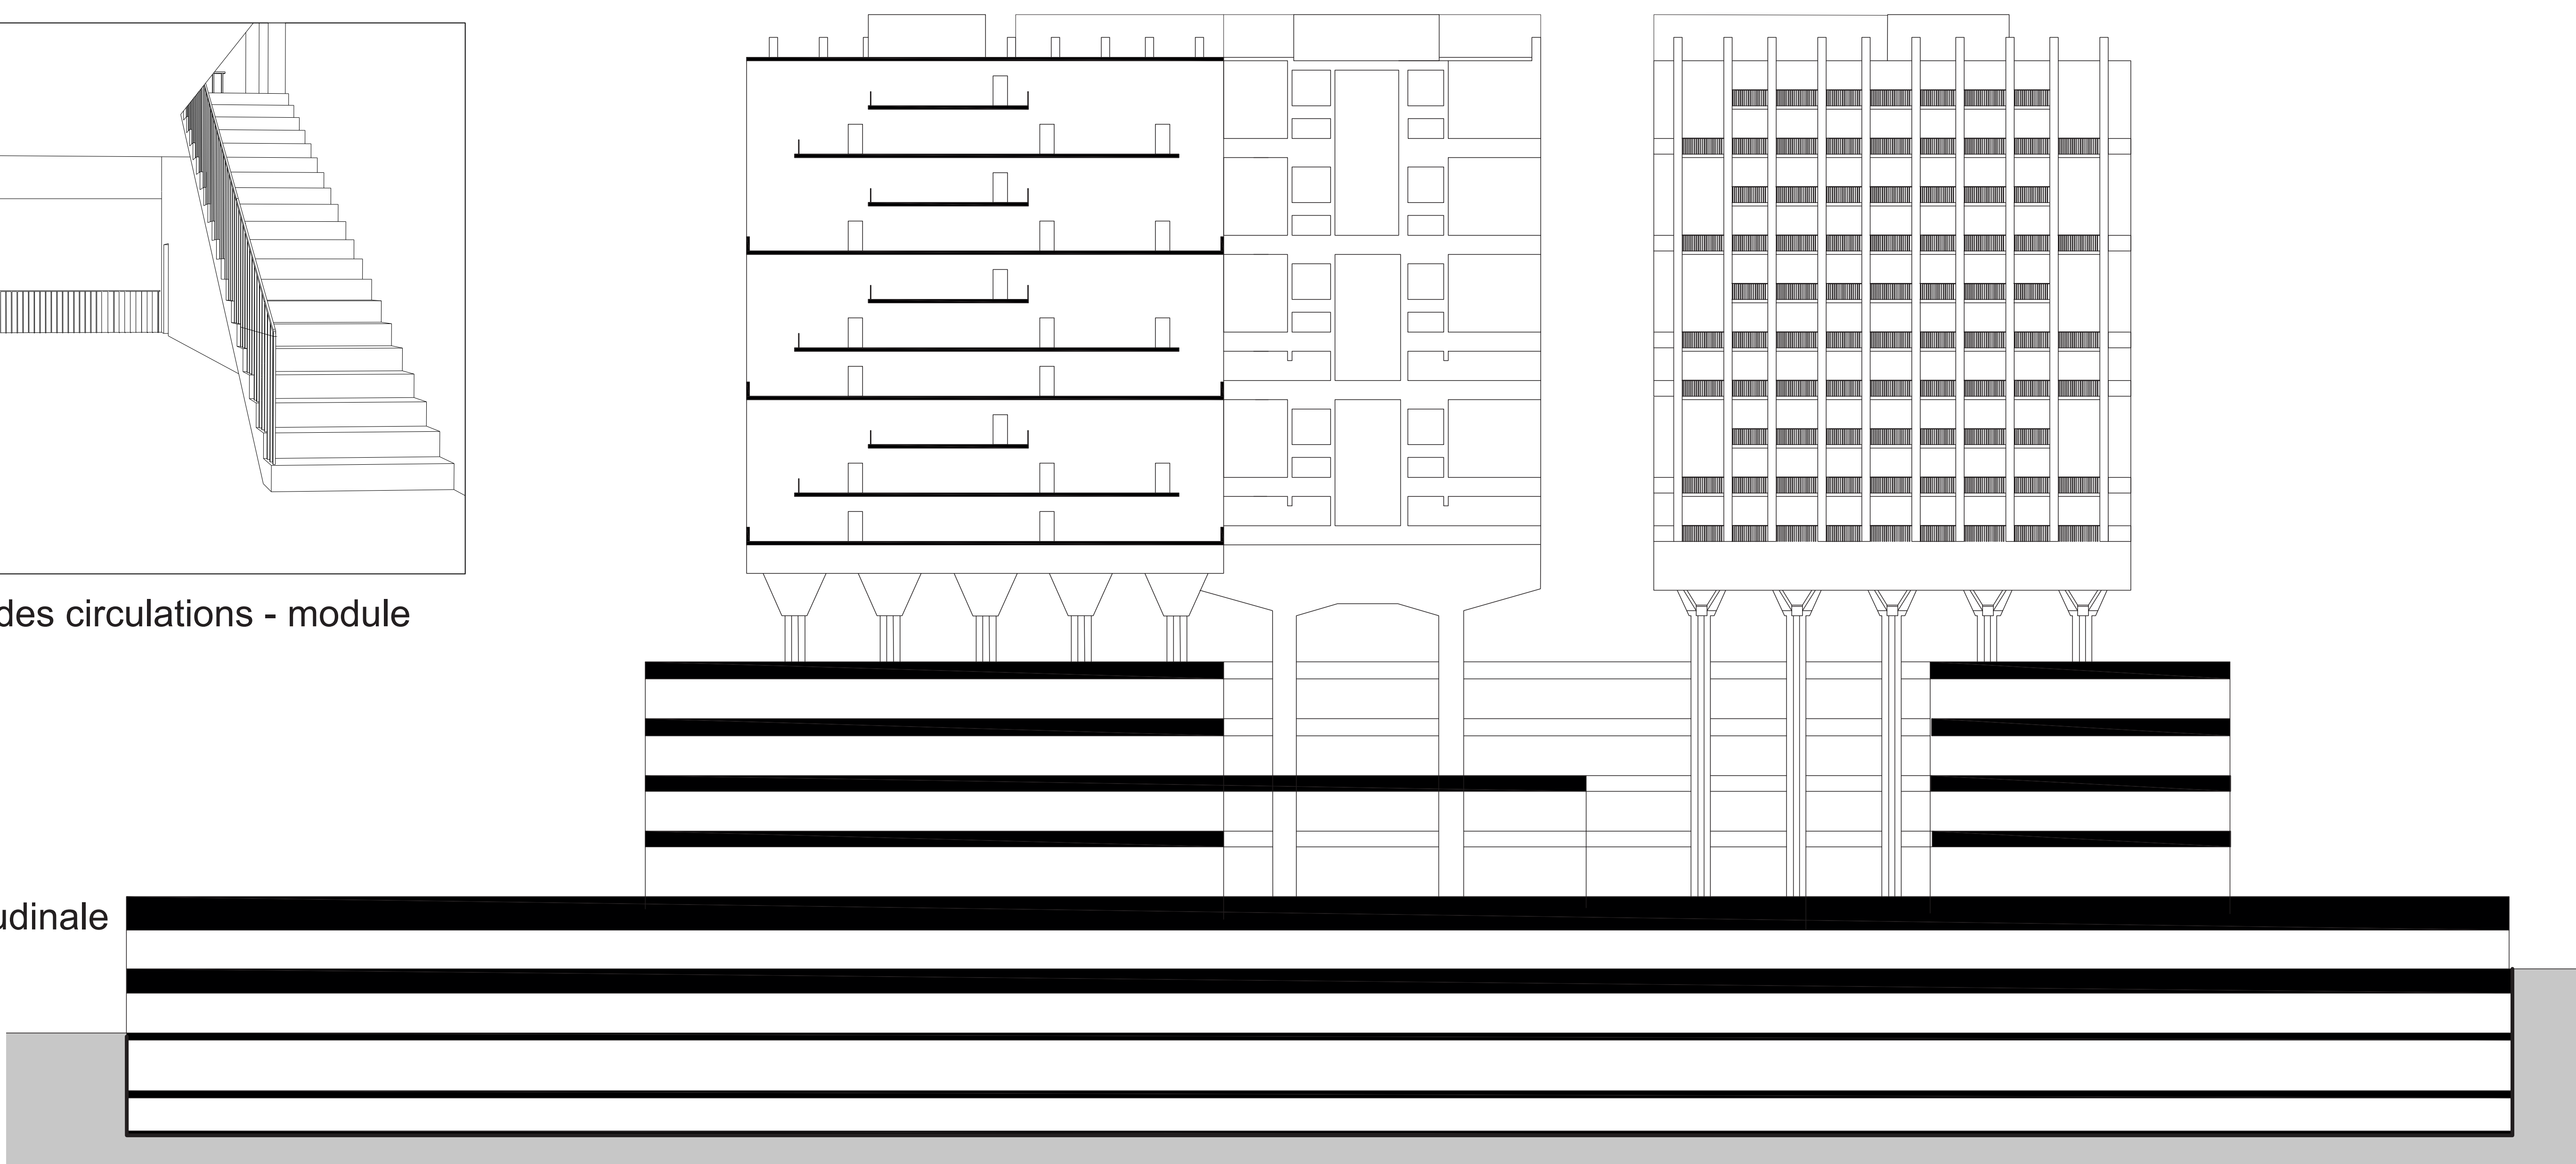 des circulations - module
udinale